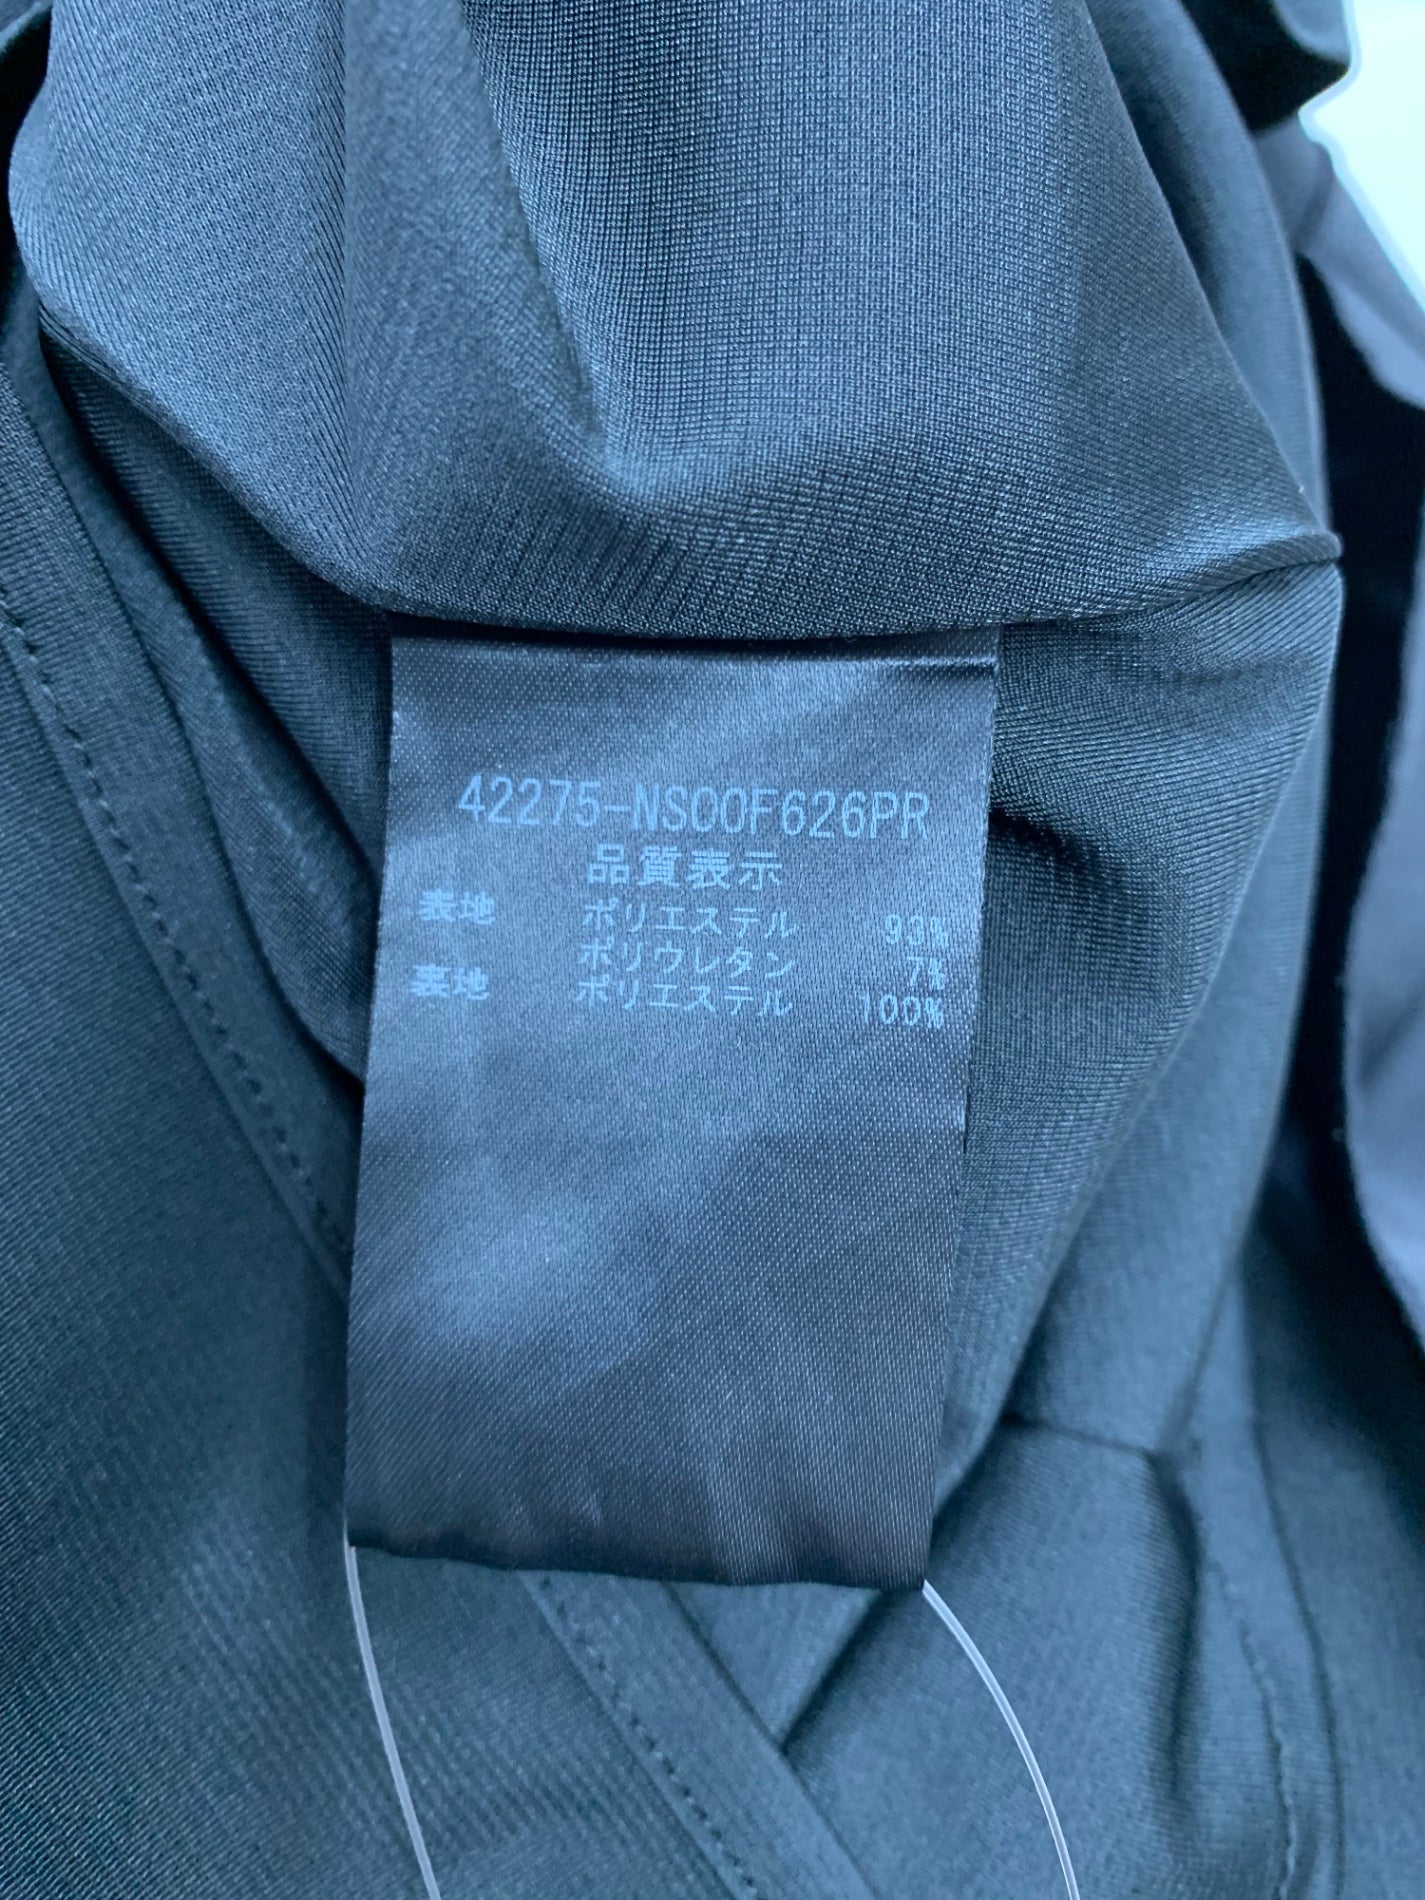 42275-NS00F626PR
品質表示
表地 ポリエステル 93%
ポリウレタン 7%
裏地 ポリエステル 100%